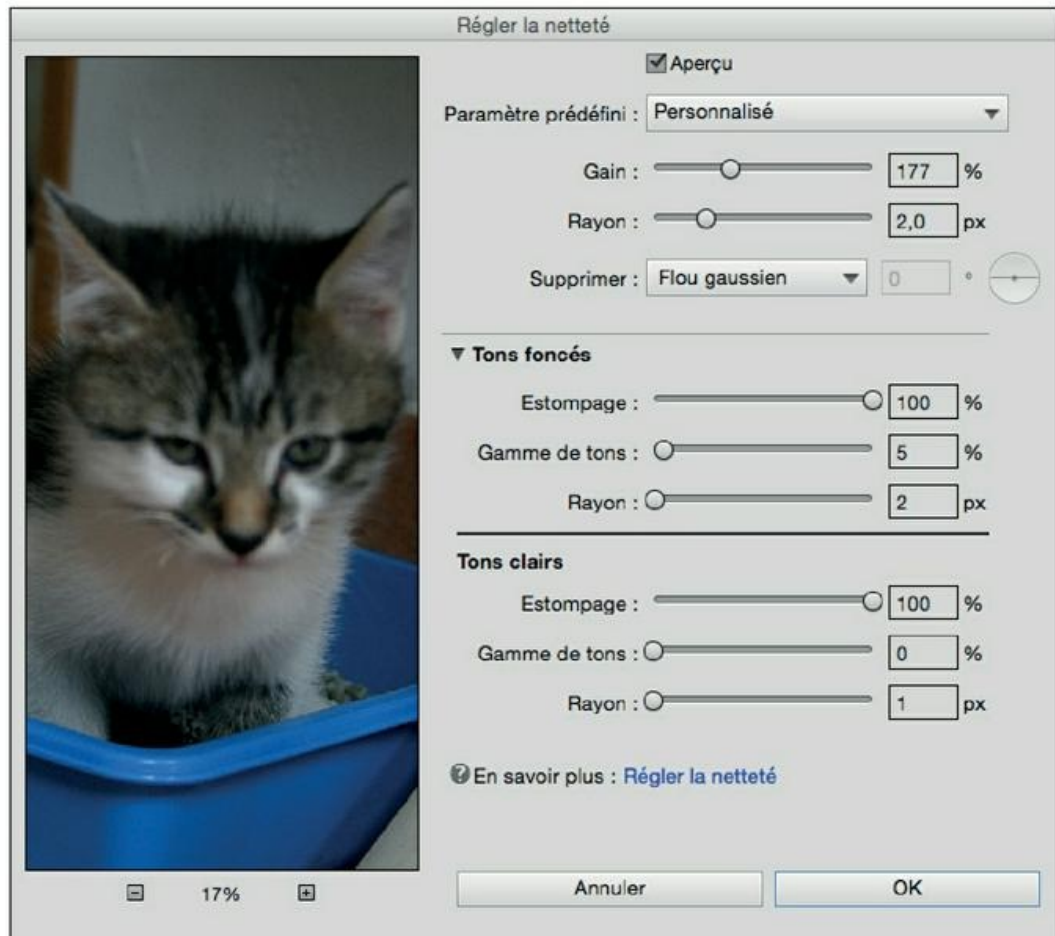 Régler la netteté
Aperçu
Paramètre prédéfini : Personnalisé
Gain : 177 %
Rayon : 2,0 px
Supprimer : Flou gaussien 0 °
Tons foncés
Estompage : 100 %
Gamme de tons : 5 %
Rayon : 2 px
Tons clairs
Estompage : 100 %
Gamme de tons : 0 %
Rayon : 1 px
En savoir plus : Régler la netteté
17%
Annuler OK